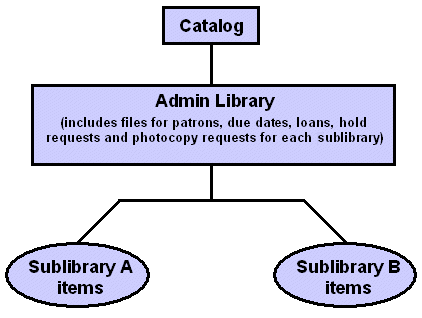 Catalog
Admin Library
(includes files for patrons, due dates, loans, hold
requests and photocopy requests for each sublibrary)
Sublibrary A
items
Sublibrary B
items